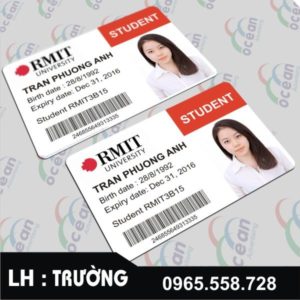 RMIT
UNIVERSITY
STUDENT
TRAN PHUONG ANH
Birth date : 28/8/1992
Expiry date: Dec 31, 2016
Student RMIT3B15
2468556493133335
RMIT
UNIVERSITY
STUDENT
TRAN PHUONG ANH
Birth date : 28/8/1992
Expiry date: Dec 31, 2016
Student RMIT3B15
ocean
LH : TRƯỜNG
0965.558.728